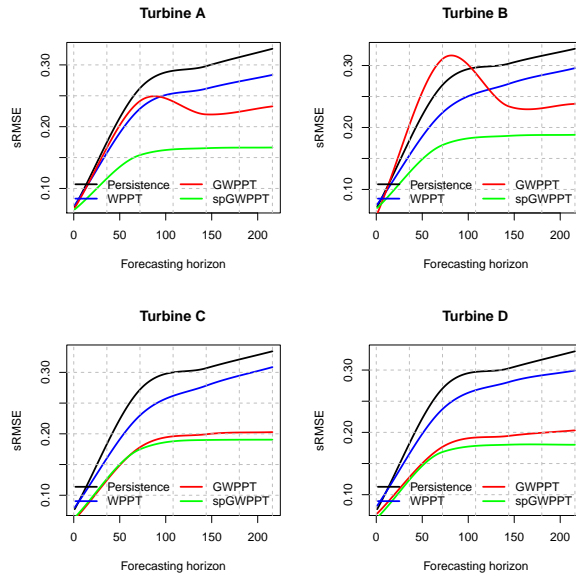 Turbine A
sRMSE
0.10 0.20 0.30
Persistence GWPPT
WPPT spGWPPT
0 50 100 150 200
Forecasting horizon
Turbine B
sRMSE
0.10 0.20 0.30
Persistence GWPPT
WPPT spGWPPT
0 50 100 150 200
Forecasting horizon
Turbine C
sRMSE
0.10 0.20 0.30
Persistence GWPPT
WPPT spGWPPT
0 50 100 150 200
Forecasting horizon
Turbine D
sRMSE
0.10 0.20 0.30
Persistence GWPPT
WPPT spGWPPT
0 50 100 150 200
Forecasting horizon